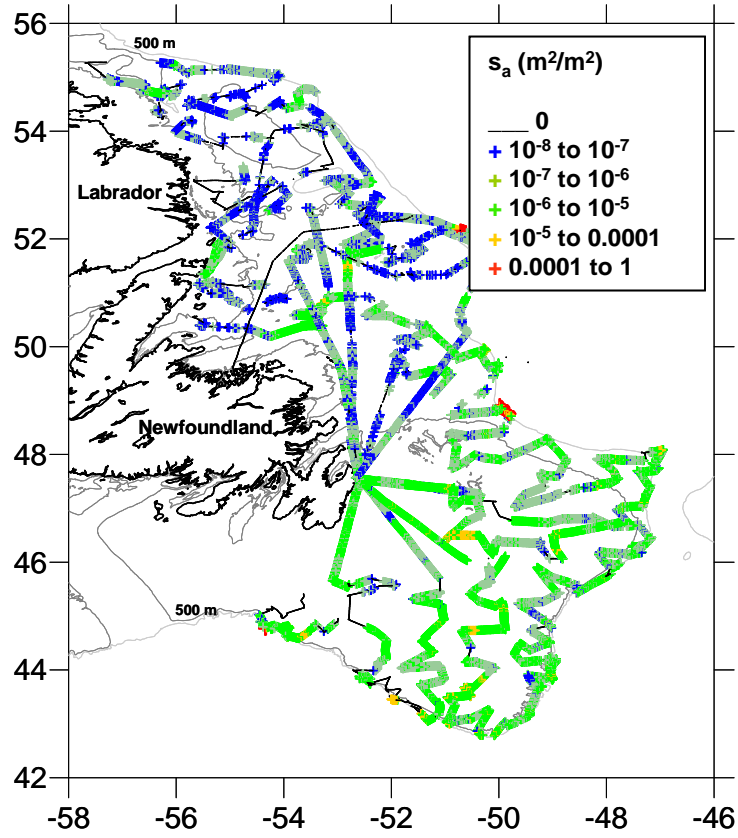 56
500 m
sₐ (m²/m²)
___ 0
+ 10⁻⁸ to 10⁻⁷
+ 10⁻⁷ to 10⁻⁶
+ 10⁻⁶ to 10⁻⁵
+ 10⁻⁵ to 0.0001
+ 0.0001 to 1
54
Labrador
52
50
Newfoundland
48
46
500 m
44
42
-58 -56 -54 -52 -50 -48 -46